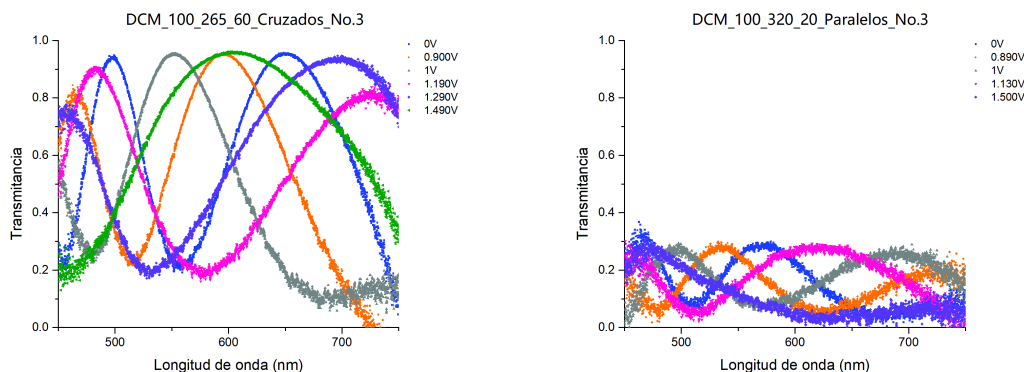 DCM_100_265_60_Cruzados_No.3
1.0
0.8
0.6
0.4
0.2
0.0
Transmitancia
500
600
700
Longitud de onda (nm)
0V
0.900V
1V
1.190V
1.290V
1.490V
DCM_100_320_20_Paralelos_No.3
1.0
0.8
0.6
0.4
0.2
0.0
Transmitancia
500
600
700
Longitud de onda (nm)
0V
0.890V
1V
1.130V
1.500V